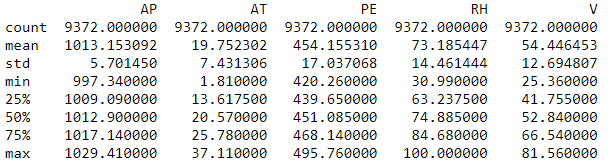 AP AT PE RH V
count 9372.000000 9372.000000 9372.000000 9372.000000 9372.000000
mean 1013.153092 19.752302 454.155310 73.185447 54.446453
std 5.701450 7.431306 17.037068 14.461444 12.694807
min 997.340000 1.810000 420.260000 30.990000 25.360000
25% 1009.090000 13.617500 439.650000 63.237500 41.755000
50% 1012.900000 20.570000 451.085000 74.885000 52.840000
75% 1017.140000 25.780000 468.140000 84.680000 66.540000
max 1029.410000 37.110000 495.760000 100.000000 81.560000